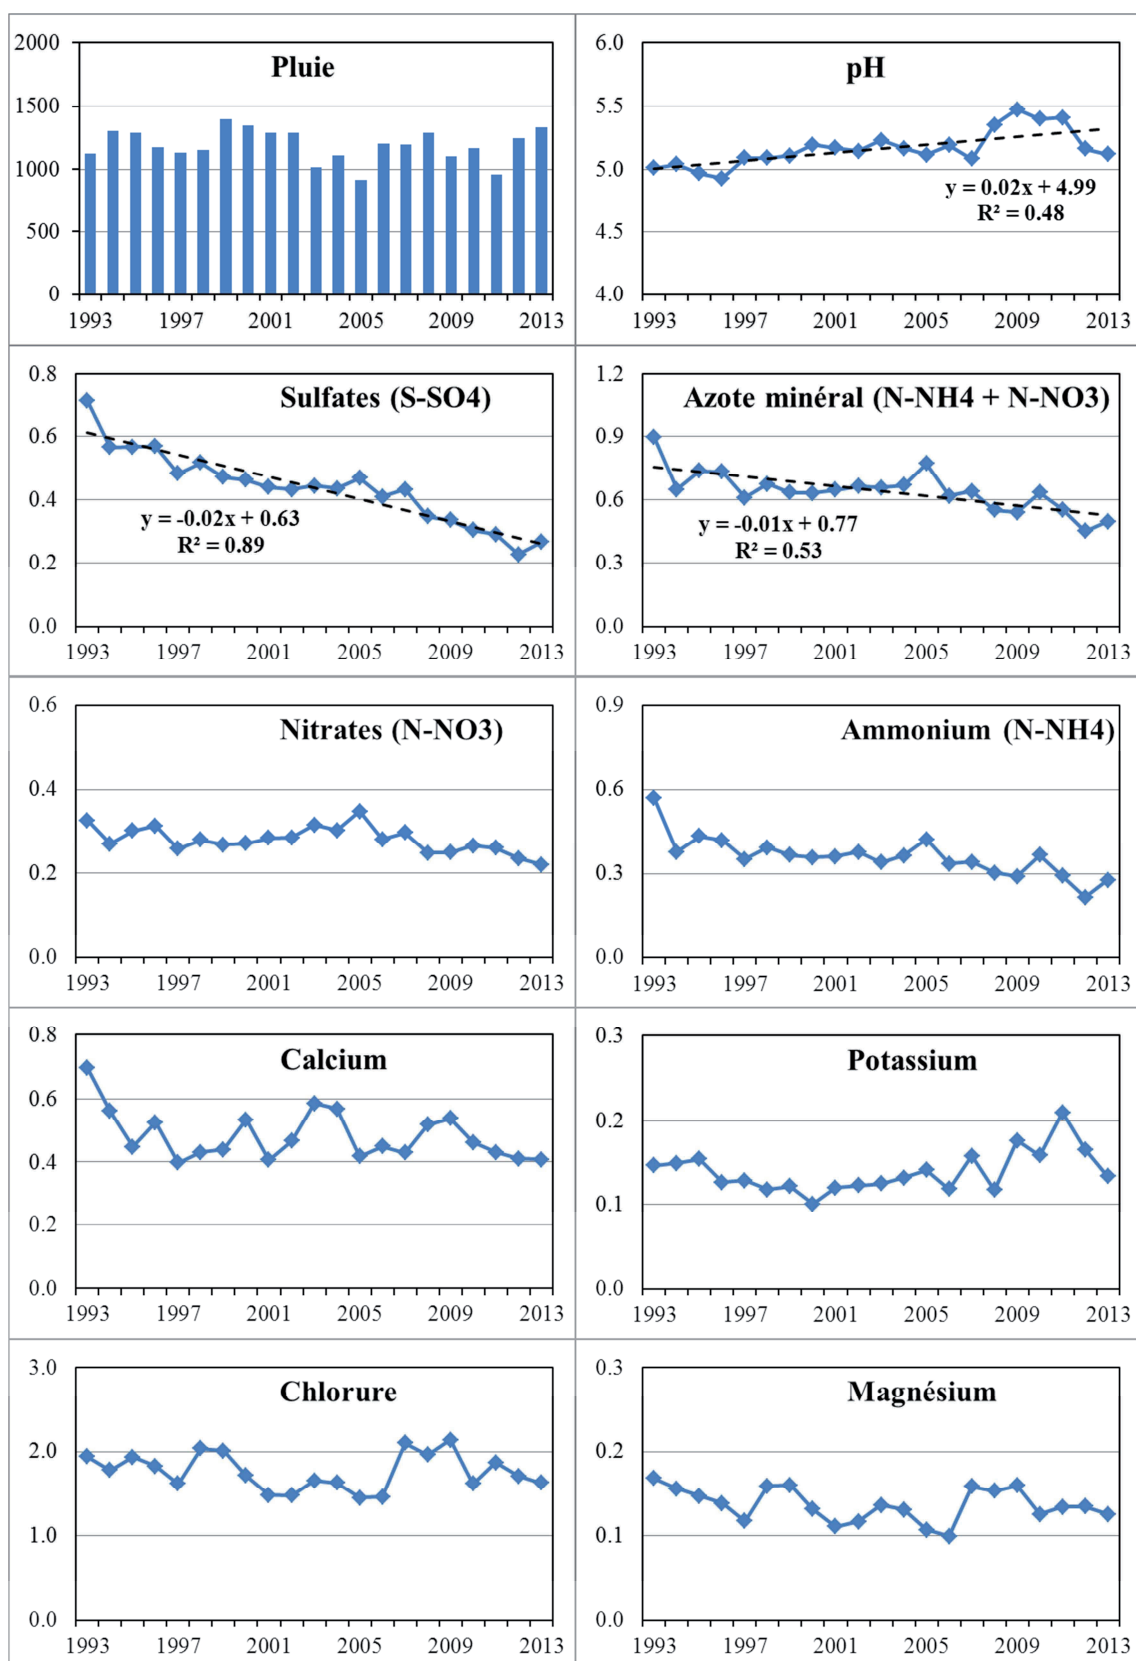 Pluie
2000
1500
1000
500
0
1993 1997 2001 2005 2009 2013
pH
6.0
5.5
5.0
4.5
4.0
y = 0.02x + 4.99
R² = 0.48
1993 1997 2001 2005 2009 2013
Sulfates (S-SO4)
0.8
0.6
0.4
0.2
0.0
y = -0.02x + 0.63
R² = 0.89
1993 1997 2001 2005 2009 2013
Azote minéral (N-NH4 + N-NO3)
1.2
0.9
0.6
0.3
0.0
y = -0.01x + 0.77
R² = 0.53
1993 1997 2001 2005 2009 2013
Nitrates (N-NO3)
0.6
0.4
0.2
0.0
1993 1997 2001 2005 2009 2013
Ammonium (N-NH4)
0.9
0.6
0.3
0.0
1993 1997 2001 2005 2009 2013
Calcium
0.8
0.6
0.4
0.2
0.0
1993 1997 2001 2005 2009 2013
Potassium
0.3
0.2
0.1
0.0
1993 1997 2001 2005 2009 2013
Chlorure
3.0
2.0
1.0
0.0
1993 1997 2001 2005 2009 2013
Magnésium
0.3
0.2
0.1
0.0
1993 1997 2001 2005 2009 2013